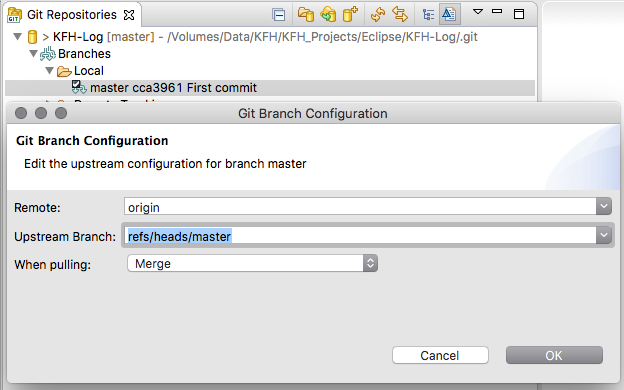 GIT Git Repositories
> KFH-Log [master] - /Volumes/Data/KFH/KFH_Projects/Eclipse/KFH-Log/.git
Branches
Local
master cca3961 First commit
Git Branch Configuration
Git Branch Configuration
Edit the upstream configuration for branch master
Remote: origin
Upstream Branch: refs/heads/master
When pulling: Merge
Cancel OK